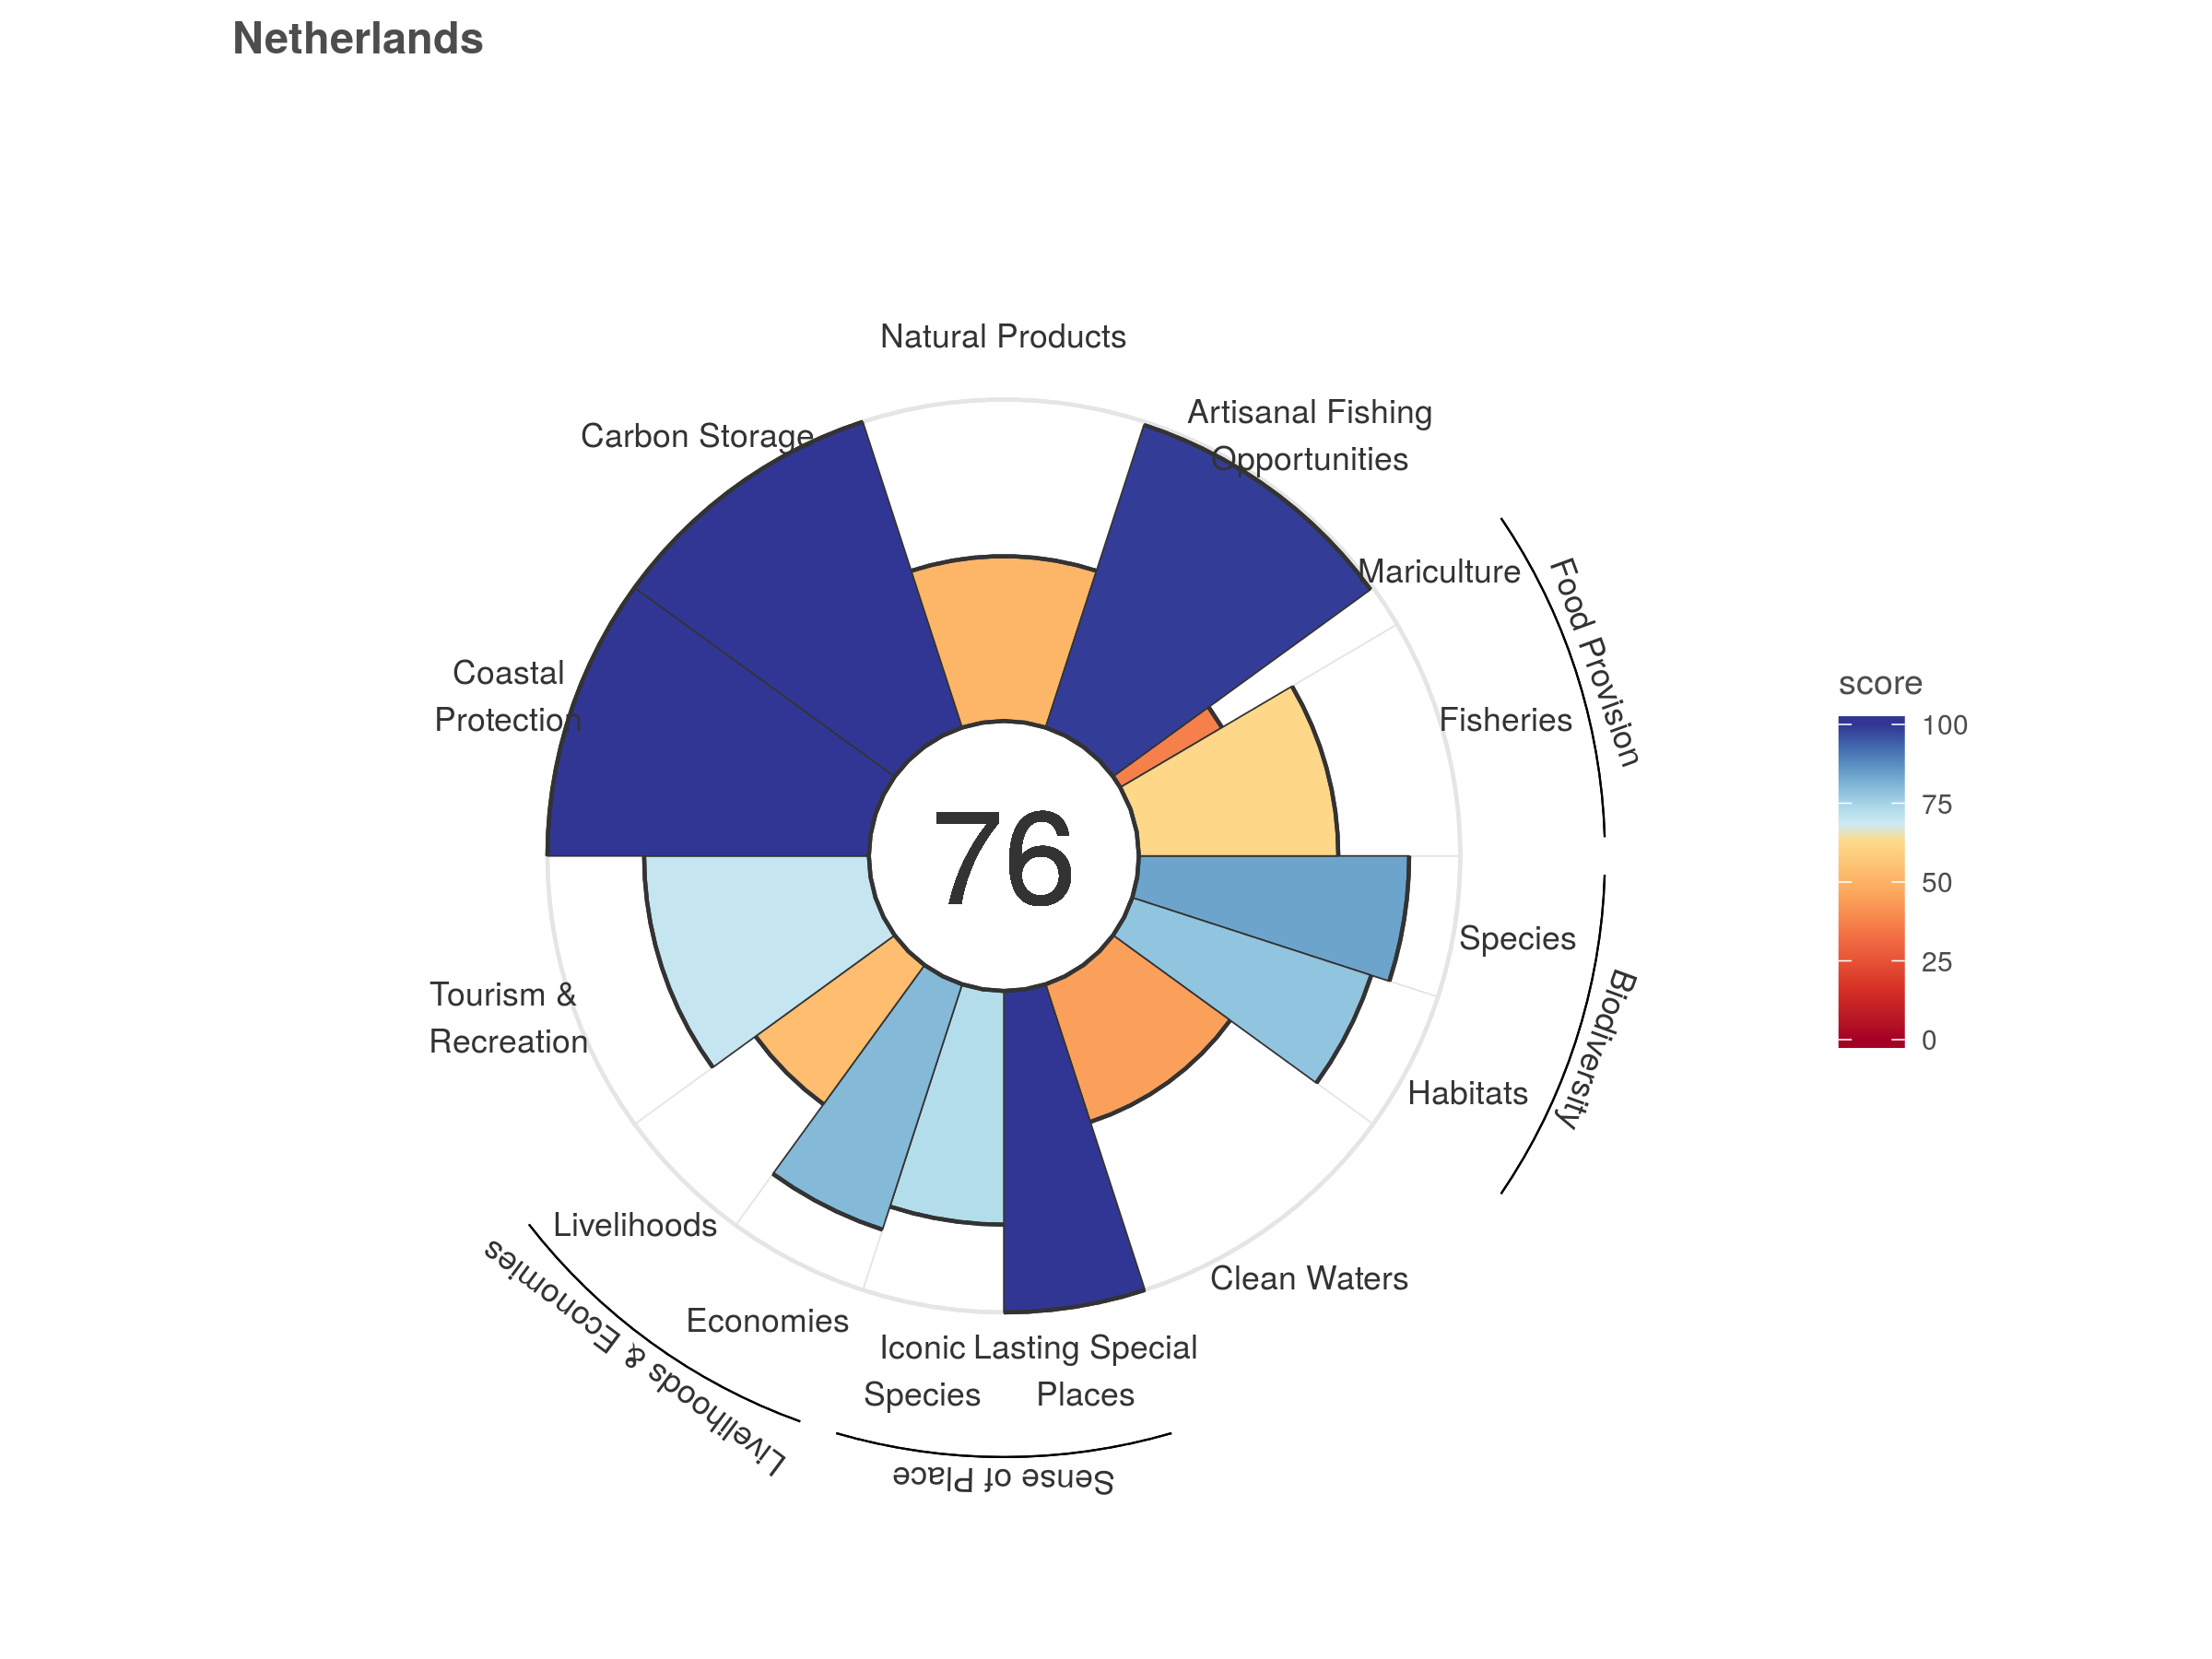 Netherlands
Natural Products
Artisanal Fishing
Opportunities
Carbon Storage
Mariculture
Food Provision
Fisheries
Coastal
Protection
score
100
75
50
25
0
76
Species
Biodiversity
Habitats
Tourism &
Recreation
Livelihoods
Clean Waters
Economies
Livelihoods & Economies
Iconic
Species
Lasting Special
Places
Sense of Place